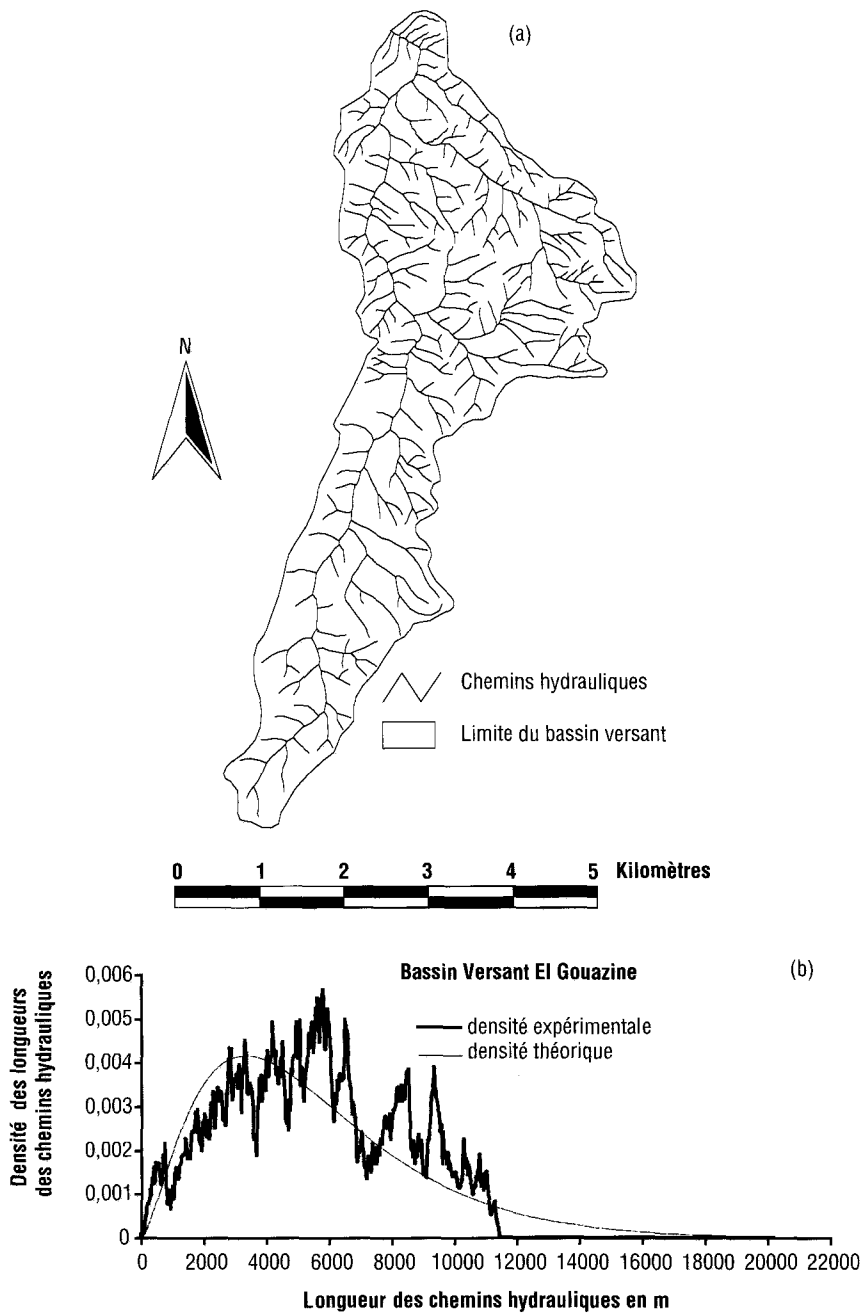 (a)
N
Chemins hydrauliques
Limite du bassin versant
0 1 2 3 4 5 Kilomètres
(b)
Bassin Versant El Gouazine
densité expérimentale
densité théorique
Densité des longueurs
des chemins hydrauliques
0,006
0,005
0,004
0,003
0,002
0,001
0
0 2000 4000 6000 8000 10000 12000 14000 16000 18000 20000 22000
Longueur des chemins hydrauliques en m